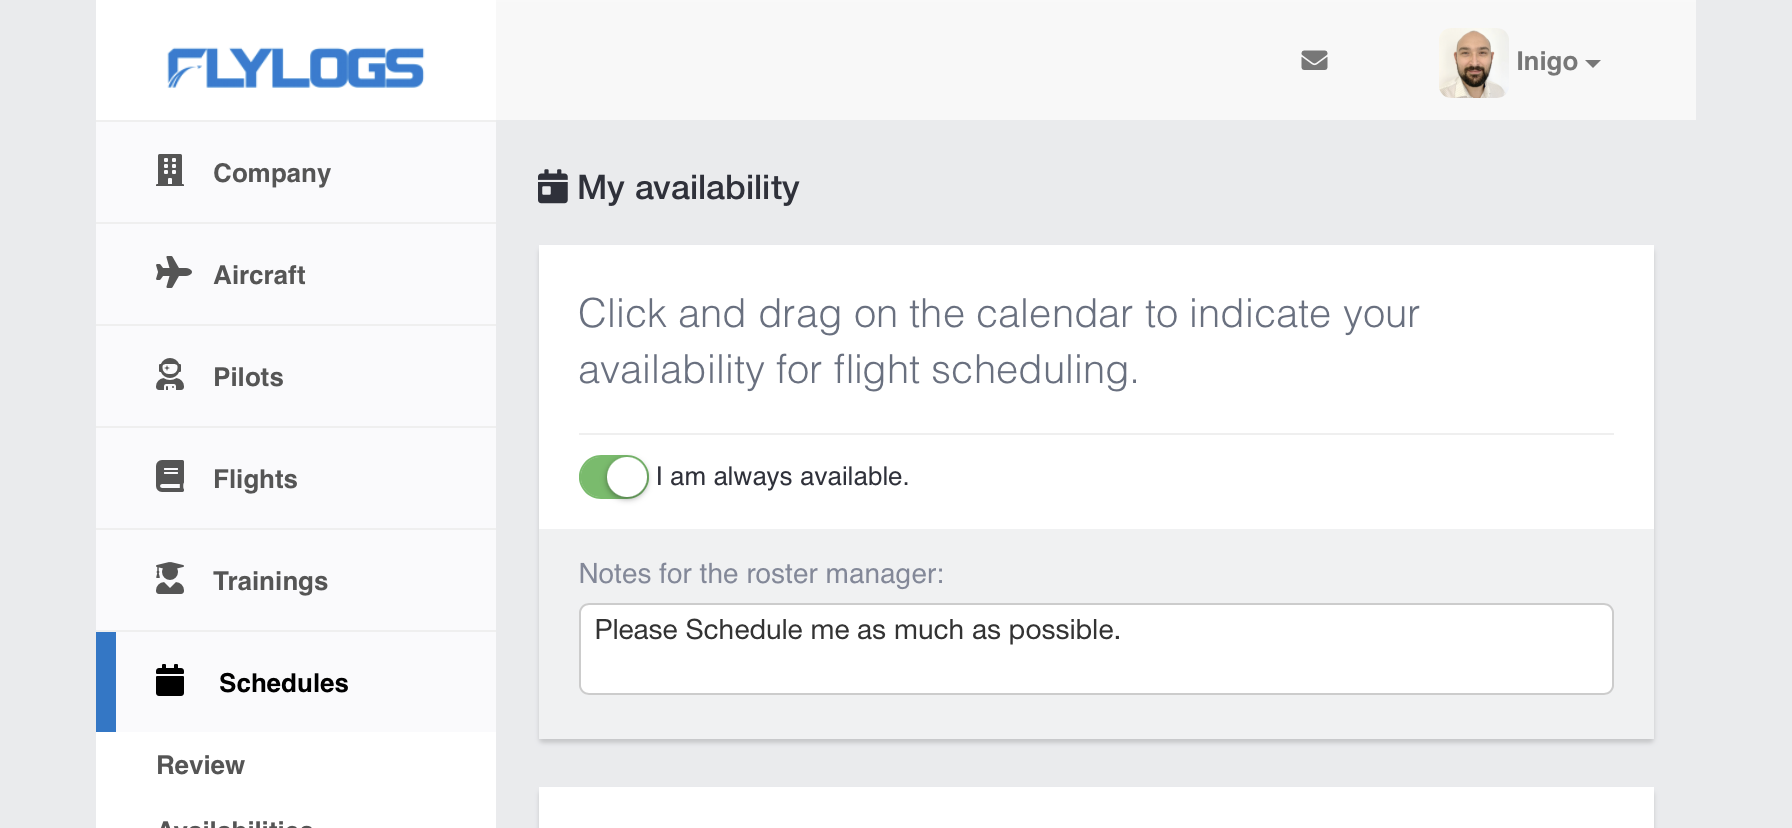 FLYLOGS
Inigo
Company
Aircraft
Pilots
Flights
Trainings
Schedules
Review
Availabilities
My availability
Click and drag on the calendar to indicate your
availability for flight scheduling.
I am always available.
Notes for the roster manager:
Please Schedule me as much as possible.